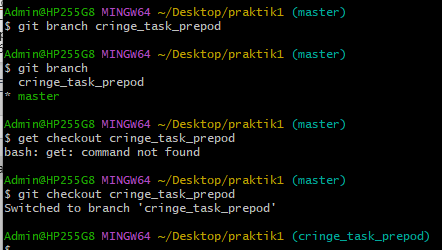 Admin@HP255G8 MINGW64 ~/Desktop/praktik1 (master)
$ git branch cringe_task_prepod
Admin@HP255G8 MINGW64 ~/Desktop/praktik1 (master)
$ git branch
  cringe_task_prepod
* master
Admin@HP255G8 MINGW64 ~/Desktop/praktik1 (master)
$ get checkout cringe_task_prepod
bash: get: command not found
Admin@HP255G8 MINGW64 ~/Desktop/praktik1 (master)
$ git checkout cringe_task_prepod
Switched to branch 'cringe_task_prepod'
Admin@HP255G8 MINGW64 ~/Desktop/praktik1 (cringe_task_prepod)
$